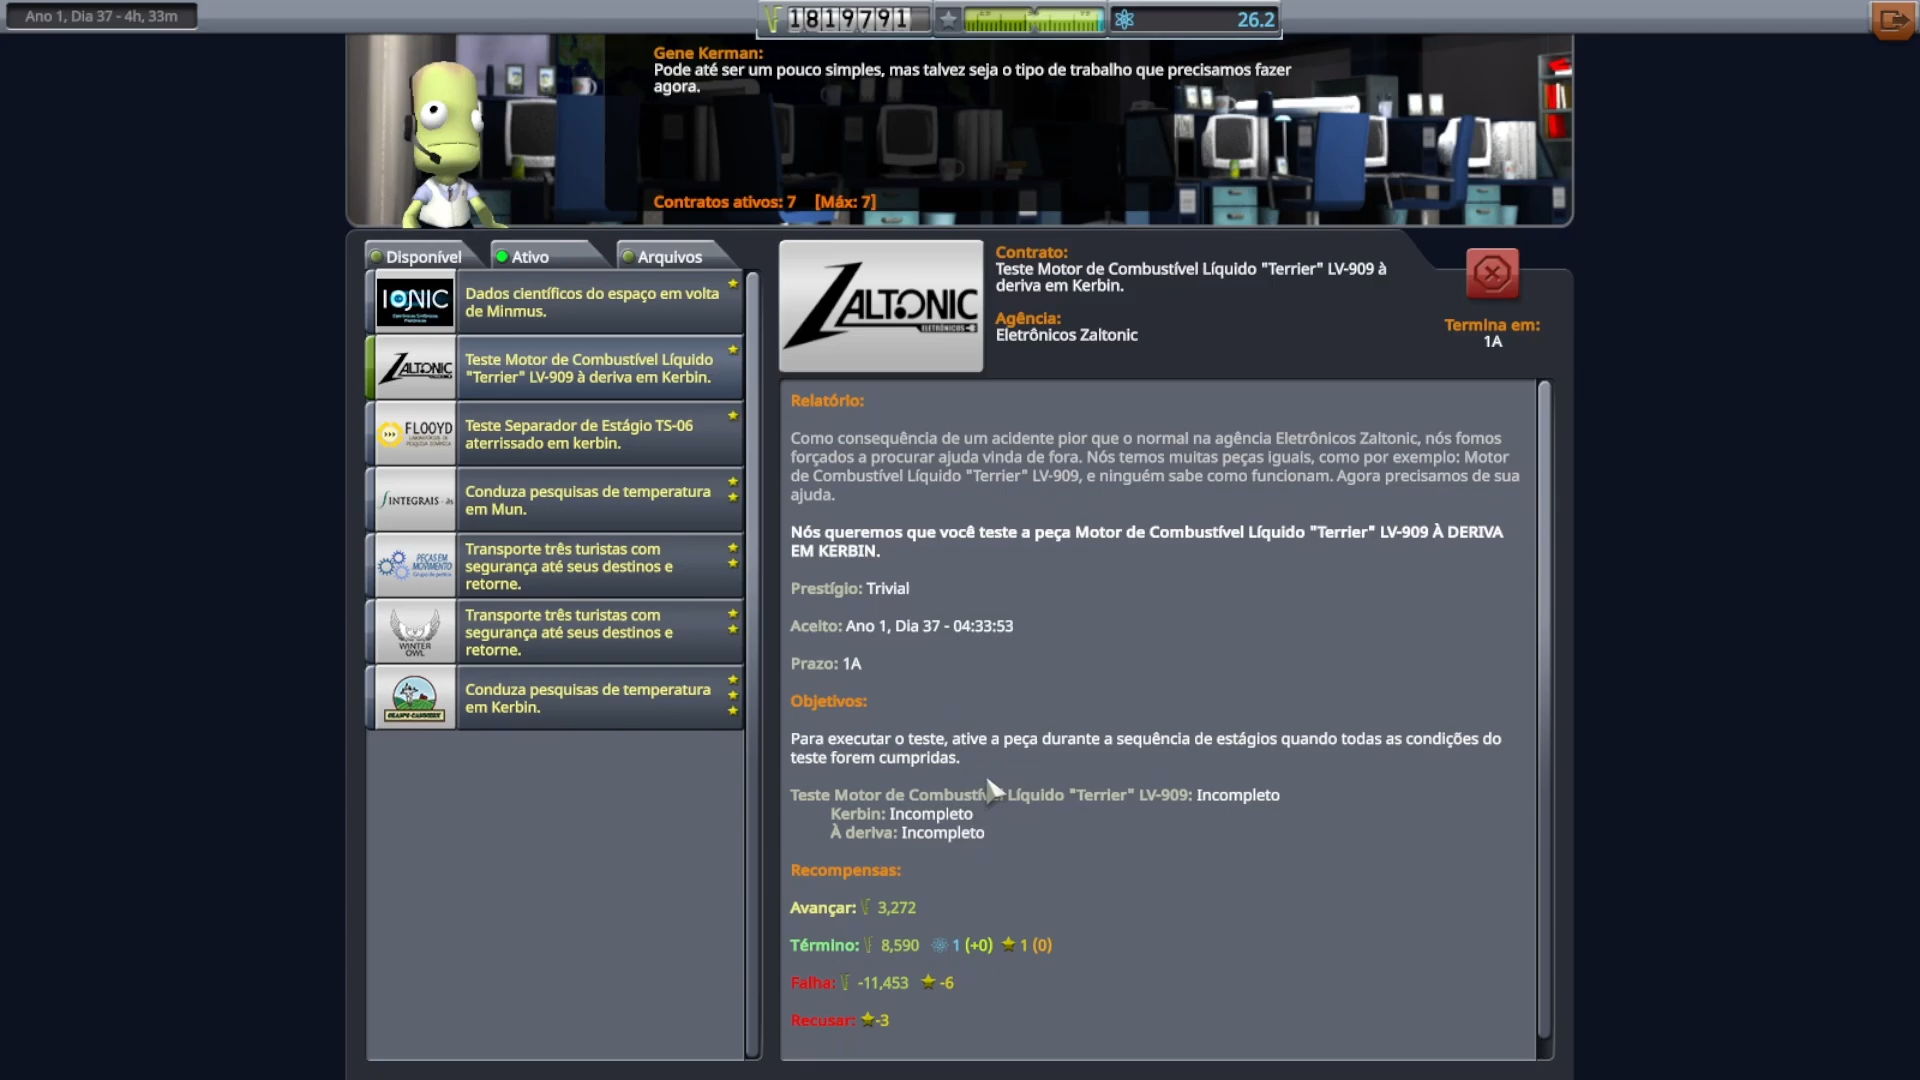 Ano 1, Dia 37 - 4h, 33m
1819791
26.2
Gene Kerman:
Pode até ser um pouco simples, mas talvez seja o tipo de trabalho que precisamos fazer
agora.
Contratos ativos: 7 [Máx: 7]
Disponível
Ativo
Arquivos
IONIC
Dados científicos do espaço em volta
de Minmus.
ZALTONIC
Teste Motor de Combustível Líquido
"Terrier" LV-909 à deriva em Kerbin.
FLOOYD
Teste Separador de Estágio TS-06
aterrissado em kerbin.
INTEGRAIS
Conduza pesquisas de temperatura
em Mun.
PEÇAS EM
MOVIMENTO
Transporte três turistas com
segurança até seus destinos e
retorne.
WINTER
OWL
Transporte três turistas com
segurança até seus destinos e
retorne.
Conduza pesquisas de temperatura
em Kerbin.
ZALTONIC
ELETRÔNICOS
Contrato:
Teste Motor de Combustível Líquido "Terrier" LV-909 à
deriva em Kerbin.
Agência:
Eletrônicos Zaltonic
Termina em:
1A
Relatório:
Como consequência de um acidente pior que o normal na agência Eletrônicos Zaltonic, nós fomos
forçados a procurar ajuda vinda de fora. Nós temos muitas peças iguais, como por exemplo: Motor
de Combustível Líquido "Terrier" LV-909, e ninguém sabe como funcionam. Agora precisamos de sua
ajuda.
Nós queremos que você teste a peça Motor de Combustível Líquido "Terrier" LV-909 À DERIVA
EM KERBIN.
Prestígio: Trivial
Aceito: Ano 1, Dia 37 - 04:33:53
Prazo: 1A
Objetivos:
Para executar o teste, ative a peça durante a sequência de estágios quando todas as condições do
teste forem cumpridas.
Teste Motor de Combustível Líquido "Terrier" LV-909: Incompleto
Kerbin: Incompleto
À deriva: Incompleto
Recompensas:
Avançar: 3,272
Término: 8,590 1 (+0) 1 (0)
Falha: -11,453 -6
Recusar: -3